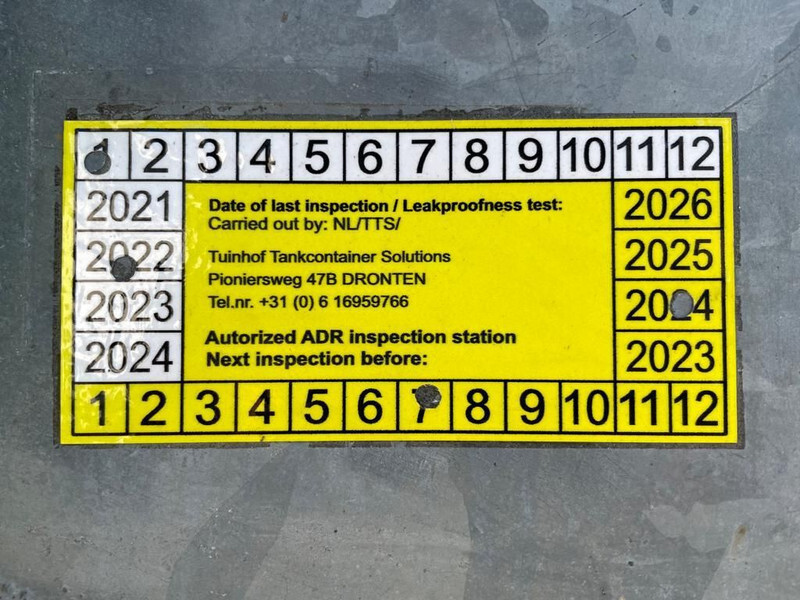 1 2 3 4 5 6 7 8 9 10 11 12
2021 2026
2022 2025
2023 2024
2024 2023
Date of last inspection / Leakproofness test:
Carried out by: NL/TTS/
Tuinhof Tankcontainer Solutions
Pioniersweg 47B DRONTEN
Tel.nr. +31 (0) 6 16959766
Autorized ADR inspection station
Next inspection before:
1 2 3 4 5 6 7 8 9 10 11 12